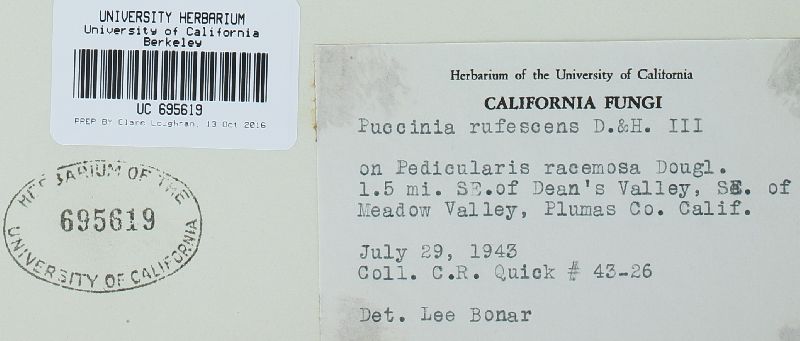 UNIVERSITY HERBARIUM
University of California
Berkeley
UC 695619
PREP BY Clare Loughran, 13 Oct 2016
HERBARIUM OF THE
695619
UNIVERSITY OF CALIFORNIA
Herbarium of the University of California
CALIFORNIA FUNGI
Puccinia rufescens D.&H. III
on Pedicularis racemosa Dougl.
1.5 mi. SE.of Dean's Valley, SE. of
Meadow Valley, Plumas Co. Calif.
July 29, 1943
Coll. C.R. Quick # 43-26
Det. Lee Bonar